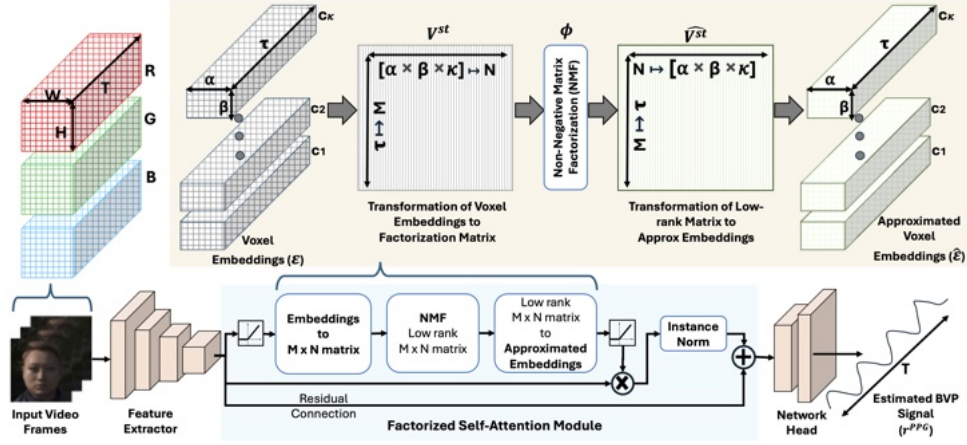 R
G
B
W
T
H
Cκ
τ
α
β
C2
C1
Voxel
Embeddings (ℰ)
V^st
[α × β × κ] ↦ N
τ ↦ M
Transformation of Voxel
Embeddings to
Factorization Matrix
ϕ
Non-Negative Matrix
Factorization (NMF)
V̂^st
N ↦ [α × β × κ]
M ↦ τ
Transformation of Low-
rank Matrix to
Approx Embeddings
Cκ
τ
α
β
C2
C1
Approximated
Voxel
Embeddings (ℰ̂)
Input Video
Frames
Feature
Extractor
Embeddings
to
M x N matrix
NMF
Low rank
M x N matrix
Low rank
M x N matrix
to
Approximated
Embeddings
Instance
Norm
Residual
Connection
Factorized Self-Attention Module
Network
Head
T
Estimated BVP
Signal
(r^PPG)